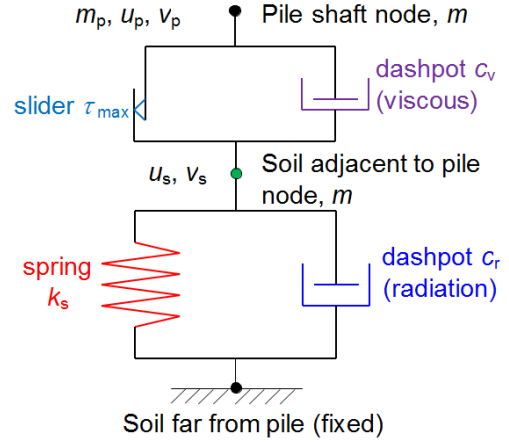 mp, up, vp
Pile shaft node, m
slider τmax
dashpot cv
(viscous)
us, vs
Soil adjacent to pile
node, m
spring
ks
dashpot cr
(radiation)
Soil far from pile (fixed)